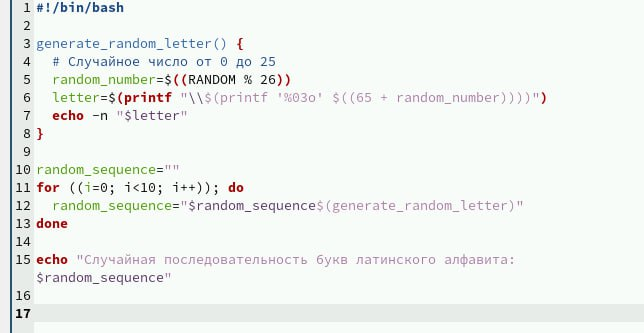 1 #!/bin/bash
2
3 generate_random_letter() {
4   # Случайное число от 0 до 25
5   random_number=$((RANDOM % 26))
6   letter=$(printf "\\$(printf '%03o' $((65 + random_number))))")
7   echo -n "$letter"
8 }
9
10 random_sequence=""
11 for ((i=0; i<10; i++)); do
12   random_sequence="$random_sequence$(generate_random_letter)"
13 done
14
15 echo "Случайная последовательность букв латинского алфавита:
$random_sequence"
16
17